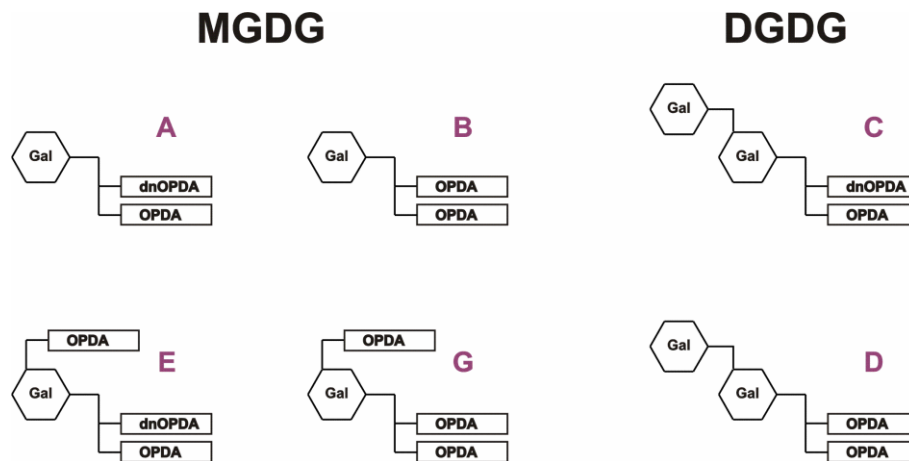 MGDG DGDG
A B C
Gal Gal Gal Gal
dnOPDA OPDA dnOPDA
OPDA OPDA OPDA
OPDA OPDA
E G D
Gal Gal Gal Gal
dnOPDA OPDA OPDA
OPDA OPDA OPDA